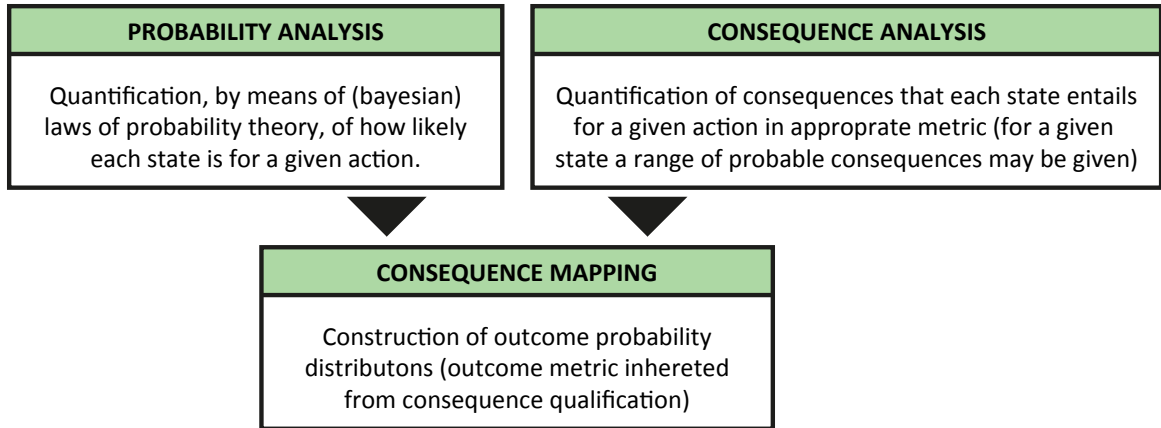 PROBABILITY ANALYSIS
Quantification, by means of (bayesian)
laws of probability theory, of how likely
each state is for a given action.
CONSEQUENCE ANALYSIS
Quantification of consequences that each state entails
for a given action in approprate metric (for a given
state a range of probable consequences may be given)
CONSEQUENCE MAPPING
Construction of outcome probability
distributons (outcome metric inhereted
from consequence qualification)